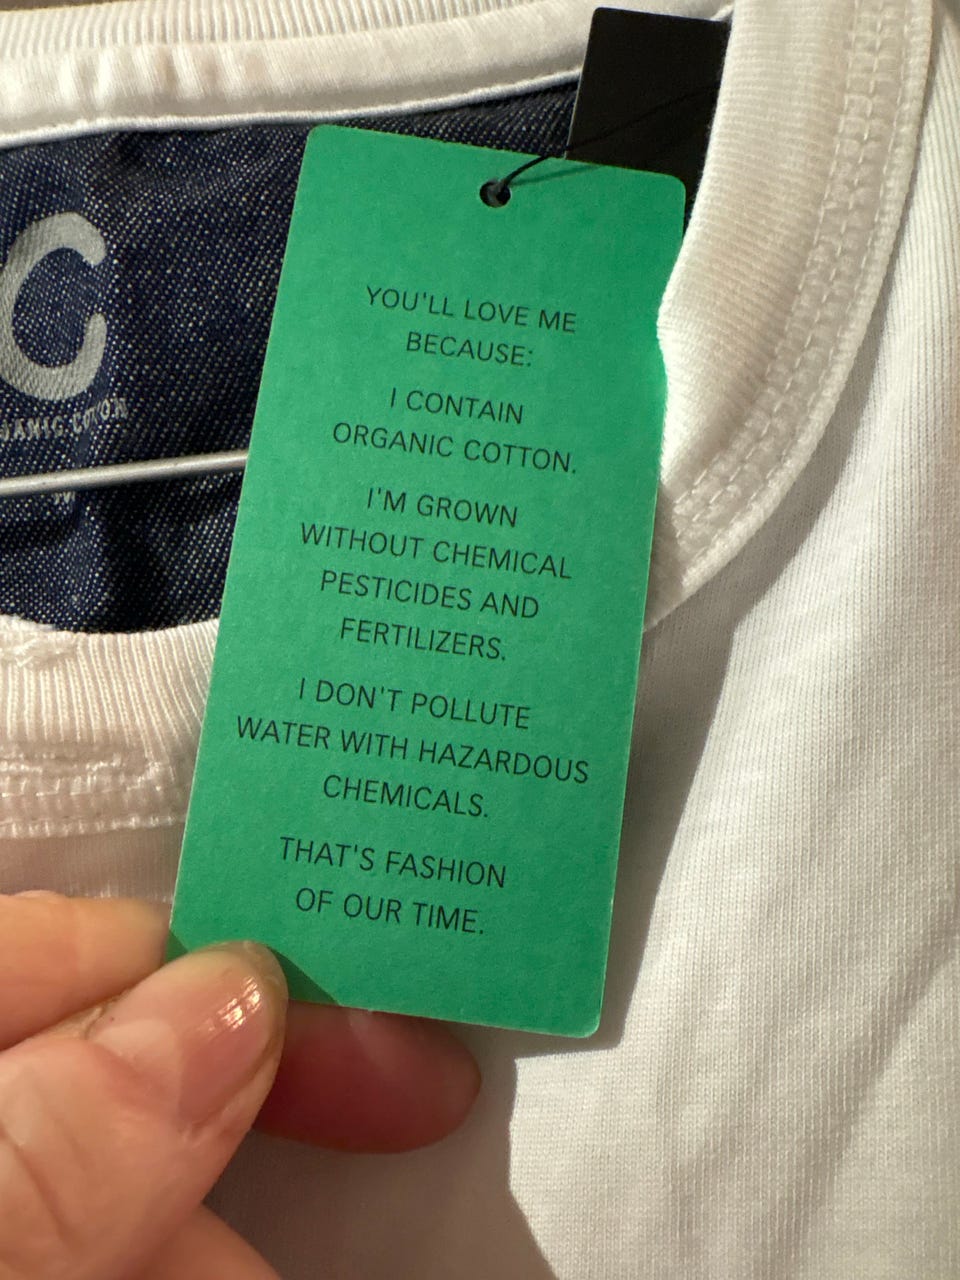 YOU'LL LOVE ME
BECAUSE:
I CONTAIN
ORGANIC COTTON.
I'M GROWN
WITHOUT CHEMICAL
PESTICIDES AND
FERTILIZERS.
I DON'T POLLUTE
WATER WITH HAZARDOUS
CHEMICALS.
THAT'S FASHION
OF OUR TIME.
C
COTTON